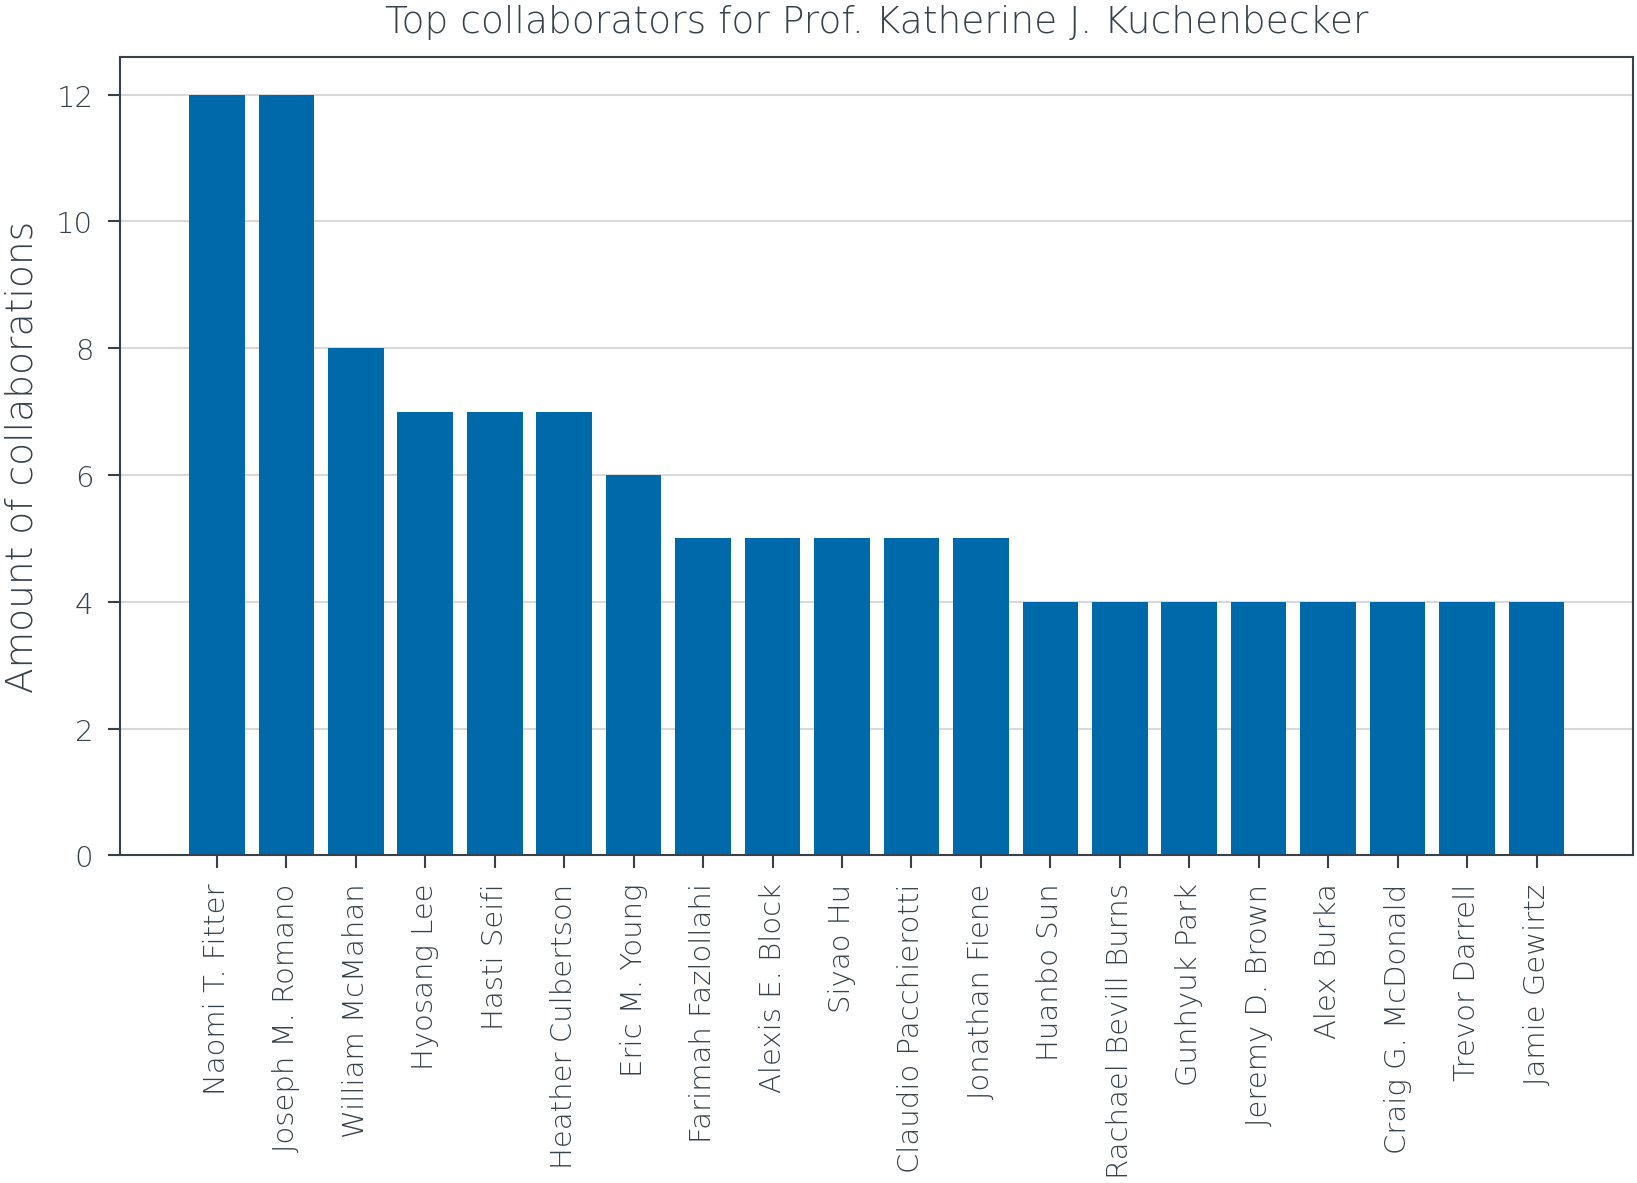 Top collaborators for Prof. Katherine J. Kuchenbecker
Amount of collaborations
12
10
8
6
4
2
0
Naomi T. Fitter
Joseph M. Romano
William McMahan
Hyosang Lee
Hasti Seifi
Heather Culbertson
Eric M. Young
Farimah Fazlollahi
Alexis E. Block
Siyao Hu
Claudio Pacchierotti
Jonathan Fiene
Huanbo Sun
Rachael Bevill Burns
Gunhyuk Park
Jeremy D. Brown
Alex Burka
Craig G. McDonald
Trevor Darrell
Jamie Gewirtz